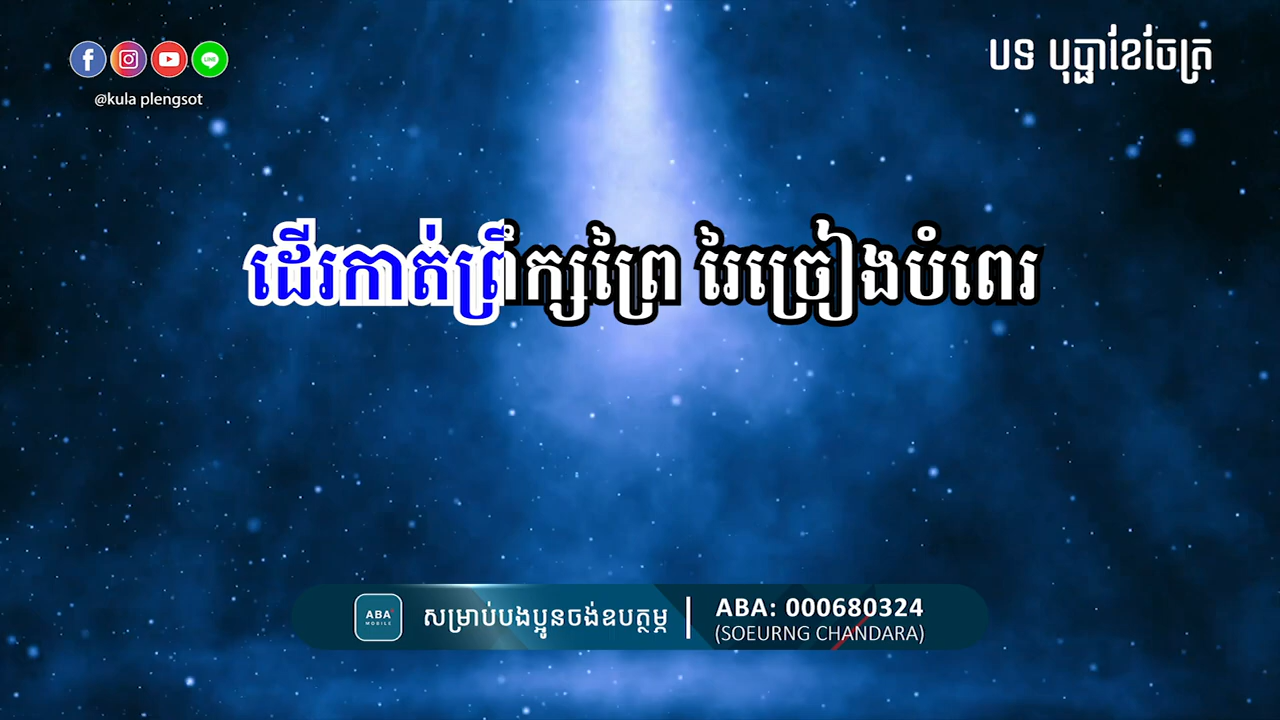 បទ បុប្ផាខែចែត្រ
@kula plengsot
ដើរកាត់ព្រឹក្សព្រៃ រៃច្រៀងបំពេរ
ABA
MOBILE
សម្រាប់បងប្អូនចង់ឧបត្ថម្ភ
ABA: 000680324
(SOEURNG CHANDARA)